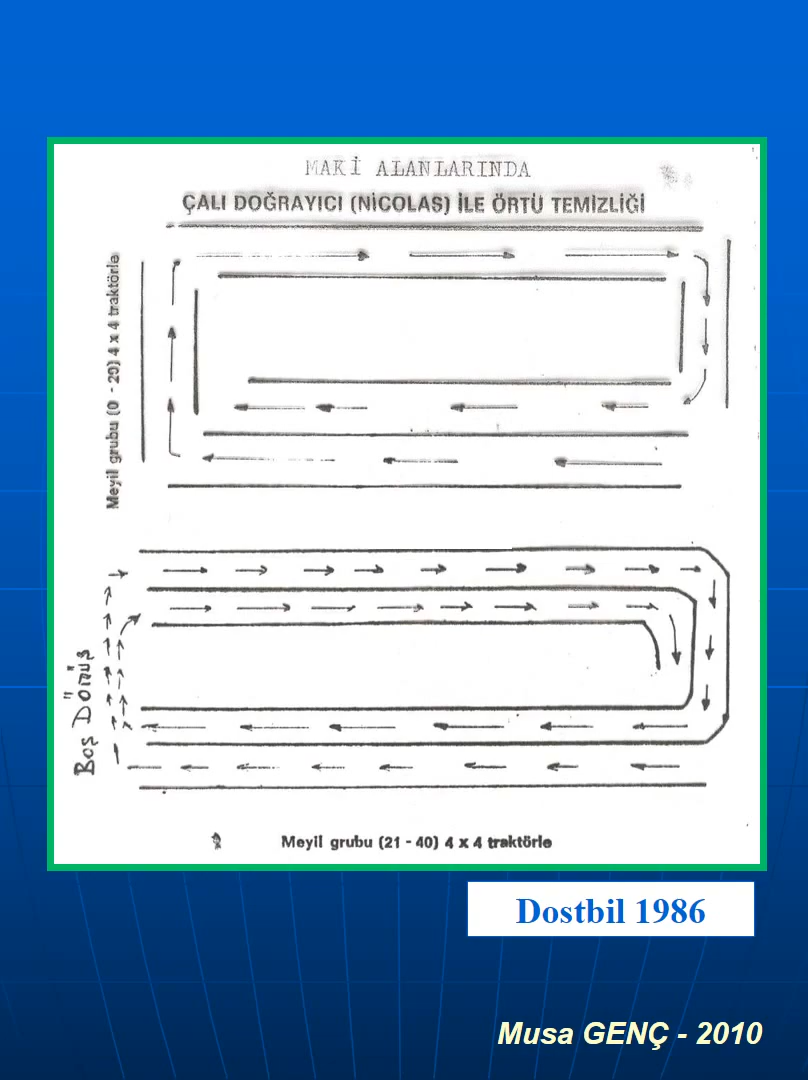 MAKİ ALANLARINDA
ÇALI DOĞRAYICI (NİCOLAS) İLE ÖRTÜ TEMİZLİĞİ
Meyil grubu (0 - 20) 4 x 4 traktörle
Boş Dönüş
Meyil grubu (21 - 40) 4 x 4 traktörle
Dostbil 1986
Musa GENÇ - 2010